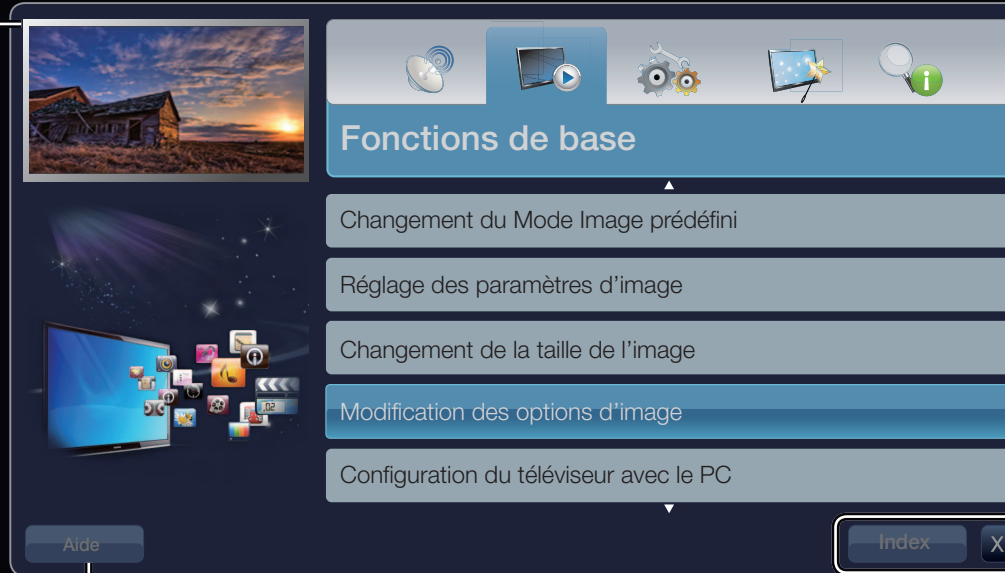 Fonctions de base
Changement du Mode Image prédéfini
Réglage des paramètres d'image
Changement de la taille de l'image
Modification des options d'image
Configuration du téléviseur avec le PC
Aide
Index
X